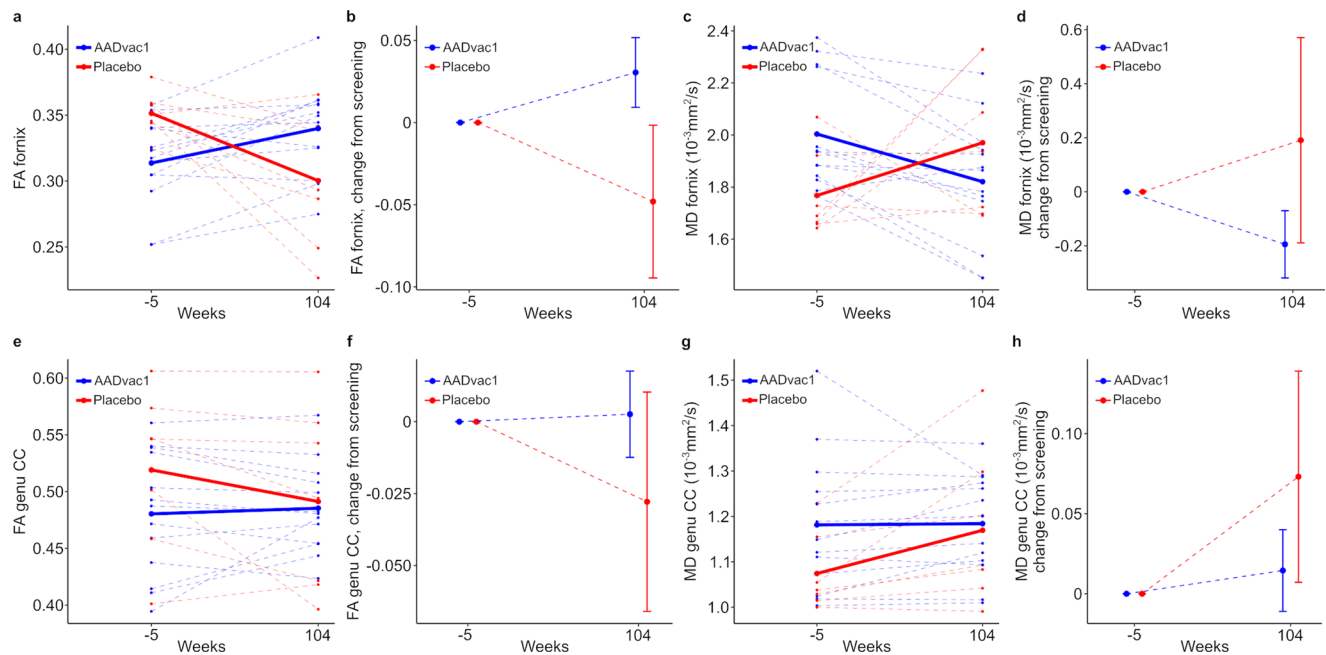 a
AADvac1
Placebo
0.40
0.35
0.30
0.25
FA fornix
-5
104
Weeks
b
AADvac1
Placebo
0.05
0
-0.05
-0.10
FA fornix, change from screening
-5
104
Weeks
c
AADvac1
Placebo
2.4
2.2
2.0
1.8
1.6
MD fornix (10⁻³mm²/s)
-5
104
Weeks
d
AADvac1
Placebo
0.6
0.4
0.2
0
-0.2
MD fornix (10⁻³mm²/s)
change from screening
-5
104
Weeks
e
AADvac1
Placebo
0.60
0.55
0.50
0.45
0.40
FA genu CC
-5
104
Weeks
f
AADvac1
Placebo
0
-0.025
-0.050
FA genu CC, change from screening
-5
104
Weeks
g
AADvac1
Placebo
1.5
1.4
1.3
1.2
1.1
1.0
MD genu CC (10⁻³mm²/s)
-5
104
Weeks
h
AADvac1
Placebo
0.10
0.05
0
MD genu CC (10⁻³mm²/s)
change from screening
-5
104
Weeks